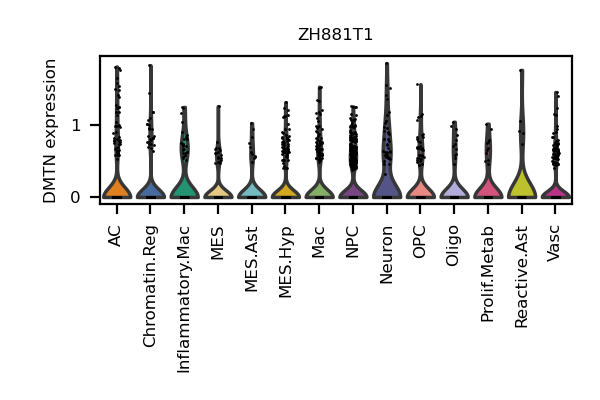 ZH881T1
DMTN expression
1
0
AC
Chromatin.Reg
Inflammatory.Mac
MES
MES.Ast
MES.Hyp
Mac
NPC
Neuron
OPC
Oligo
Prolif.Metab
Reactive.Ast
Vasc